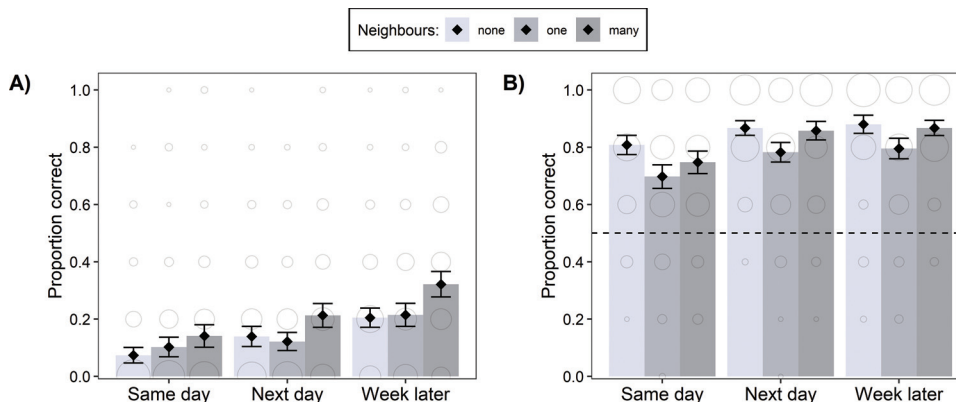 Neighbours: none one many
A)
Proportion correct
1.0
0.8
0.6
0.4
0.2
0.0
Same day Next day Week later
B)
Proportion correct
1.0
0.8
0.6
0.4
0.2
0.0
Same day Next day Week later